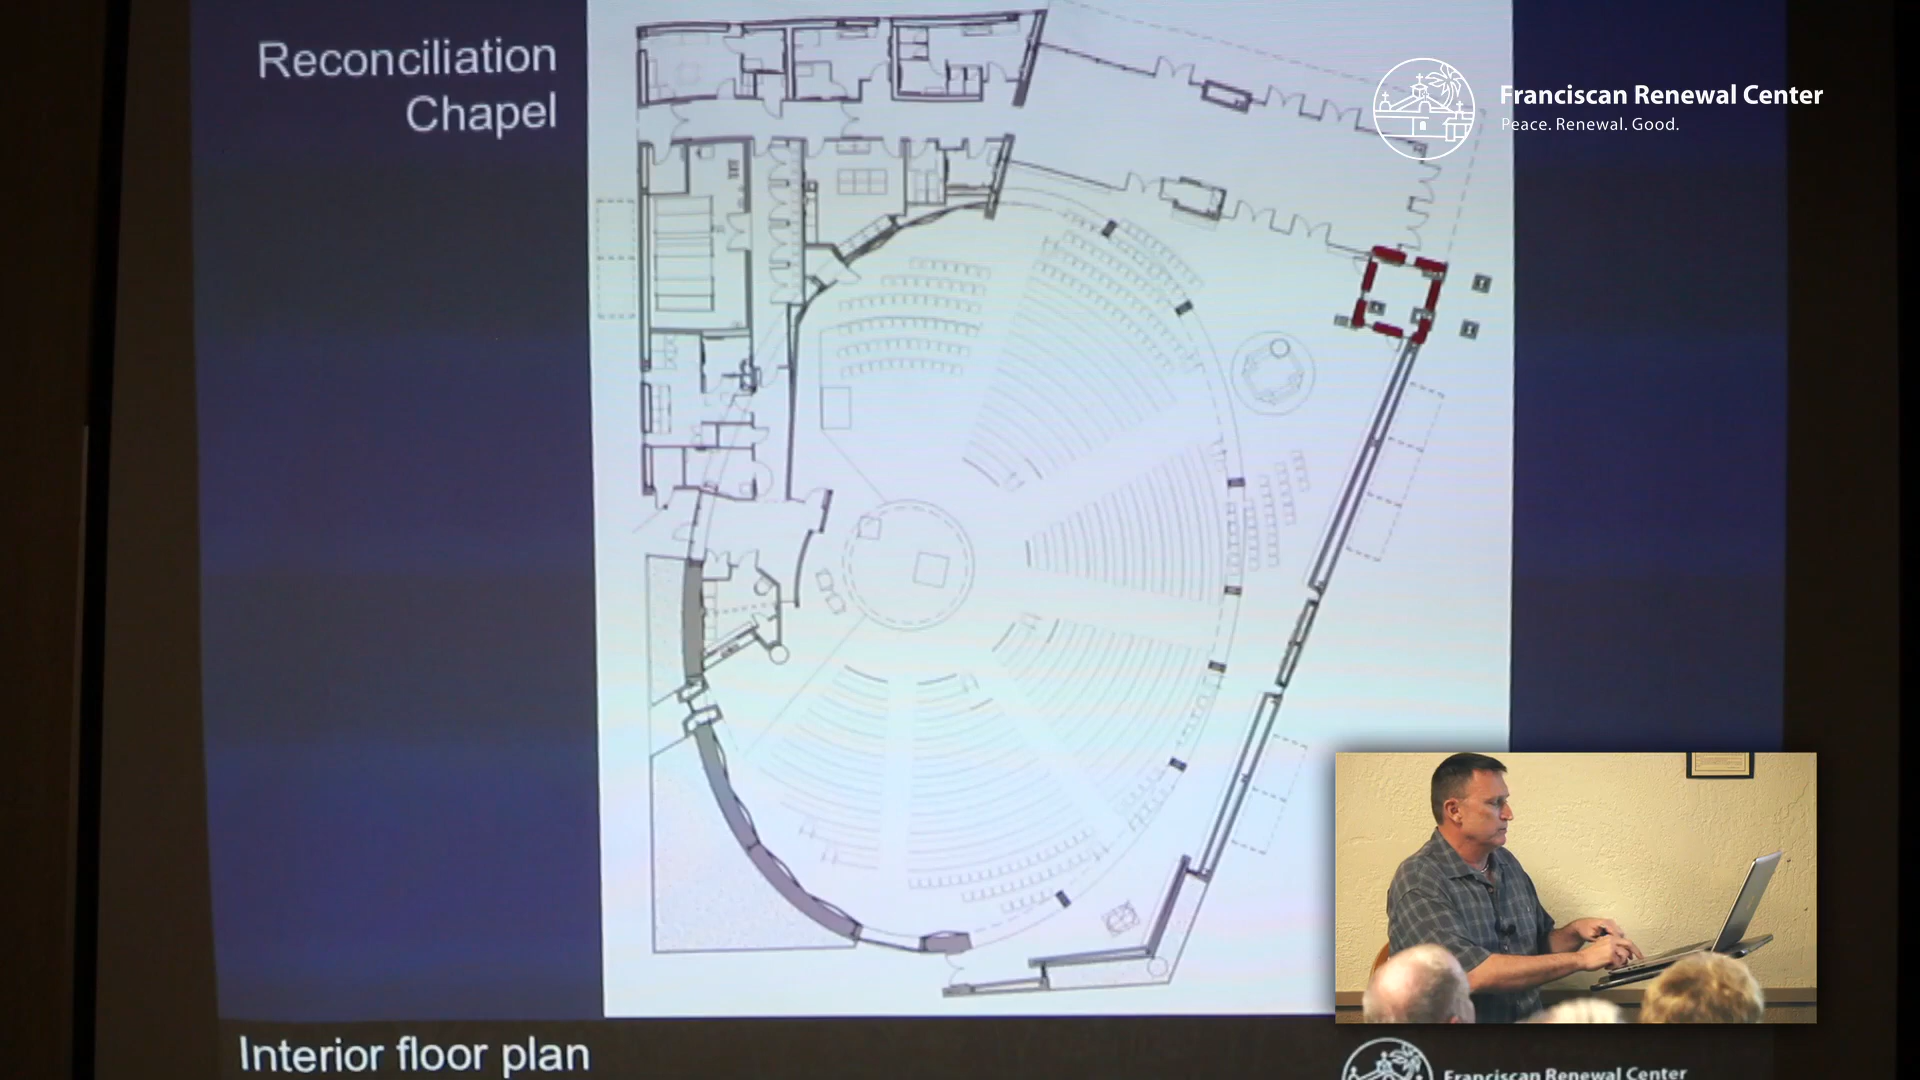 Reconciliation
Chapel
Franciscan Renewal Center
Peace. Renewal. Good.
Interior floor plan
Franciscan Renewal Center